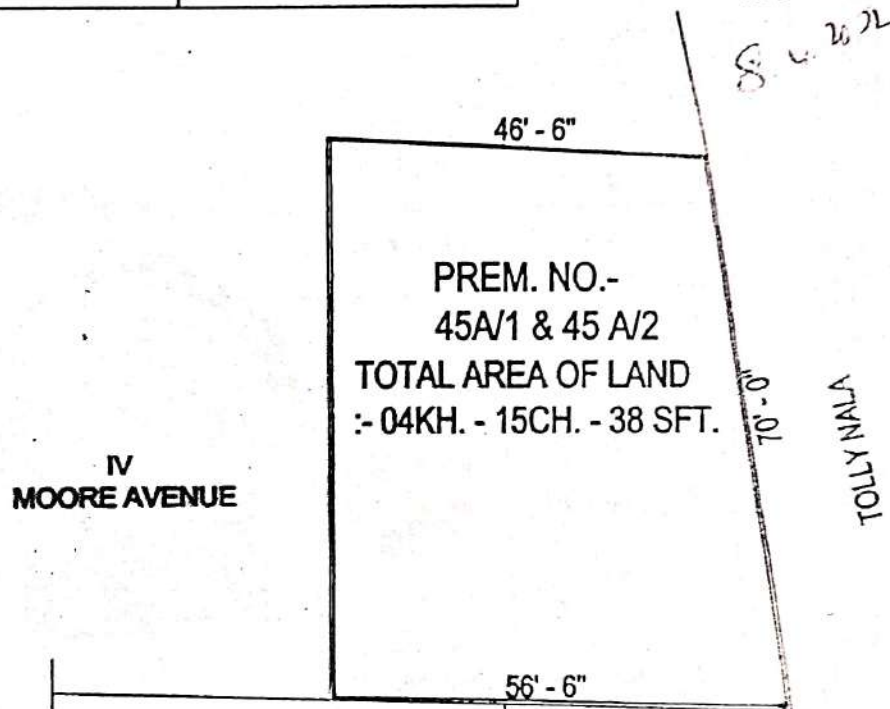 46' - 6"
PREM. NO.-
45A/1 & 45 A/2
TOTAL AREA OF LAND
:- 04KH. - 15CH. - 38 SFT.
70' - 0"
TOLLY NALA
IV
MOORE AVENUE
56' - 6"